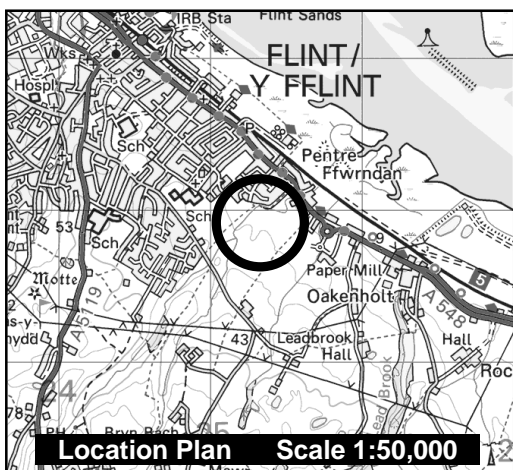 IRB Sta
Flint Sands
Wks
FLINT /
Y FFLINT
Hospl
P
Sch
Pentre
Ffwrndan
Sch
53
Sch
9
Paper Mill
5
Motte
Oakenholt
A 548
A 5119
43
Leadbrook
Hall
Hall
Roc
Lead Brook
78
PH
Bryn Bach
Location Plan Scale 1:50,000